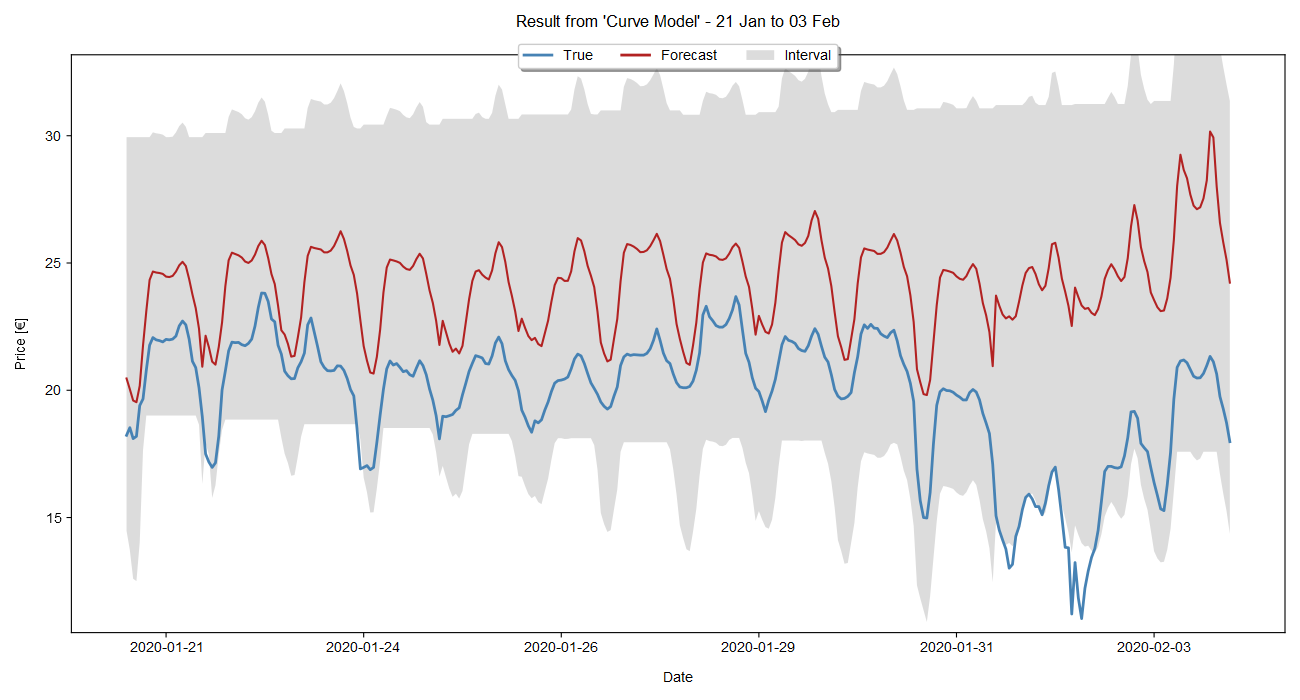 Result from 'Curve Model' - 21 Jan to 03 Feb
True Forecast Interval
Price [€]
30
25
20
15
2020-01-21 2020-01-24 2020-01-26 2020-01-29 2020-01-31 2020-02-03
Date